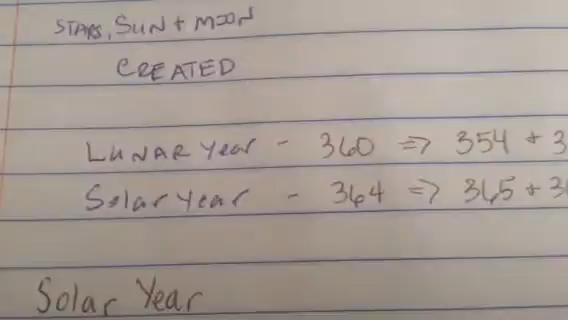 STARS, SUN + MOON
CREATED
LUNAR Year - 360 => 354 + 3
Solar Year - 364 => 365 + 3
Solar Year